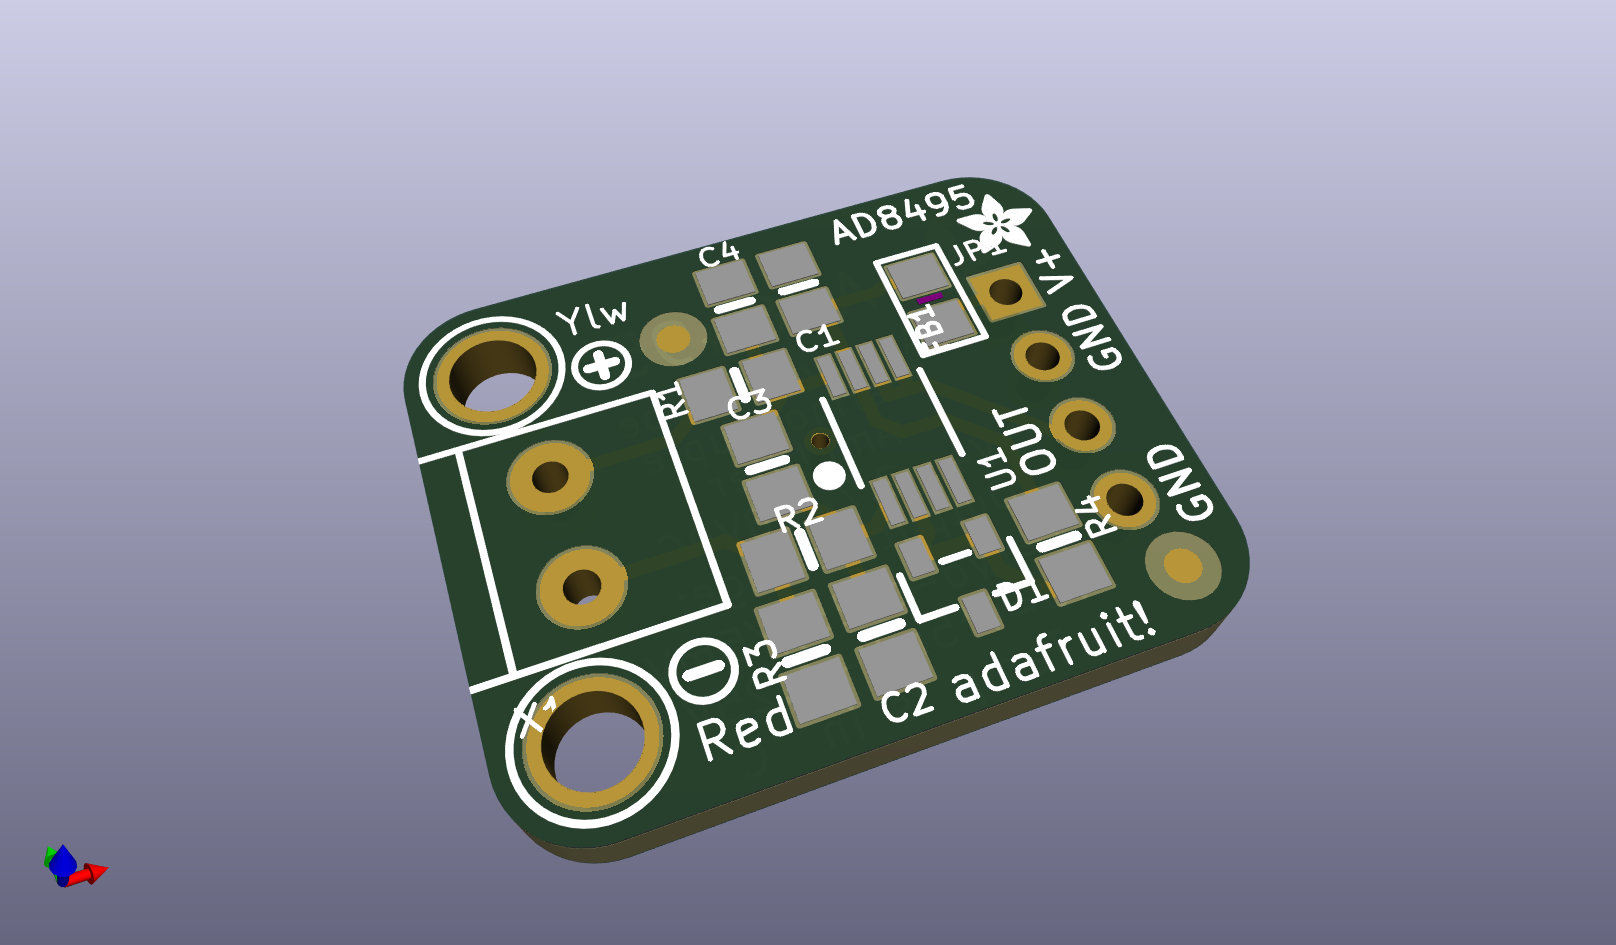 AD8495
C4
JP1
V+
Ylw
GND
C1
FB1
R1
C3
OUT
U1
GND
R2
R4
D1
R3
X1
Red
C2
adafruit!